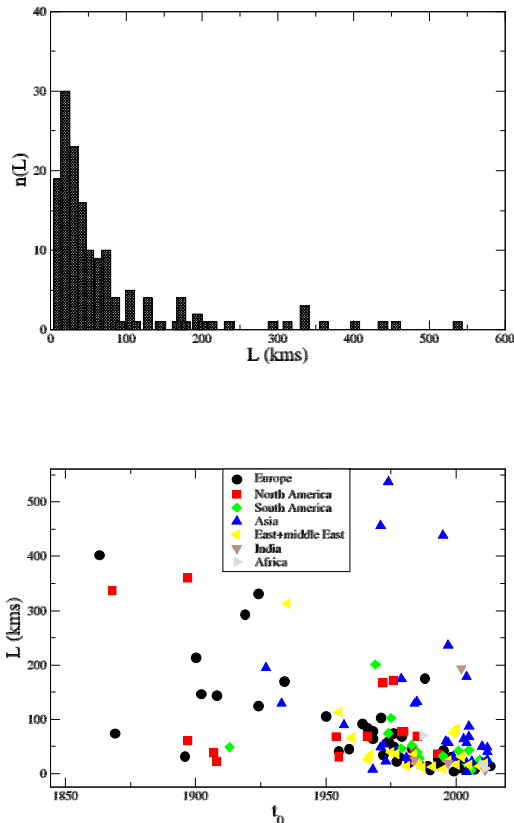 40
30
n(L)
20
10
0
0 100 200 300 400 500 600
L (kms)
Europe
North America
South America
Asia
East+middle East
India
Africa
500
400
L (kms)
300
200
100
0
1850 1900 1950 2000
t0